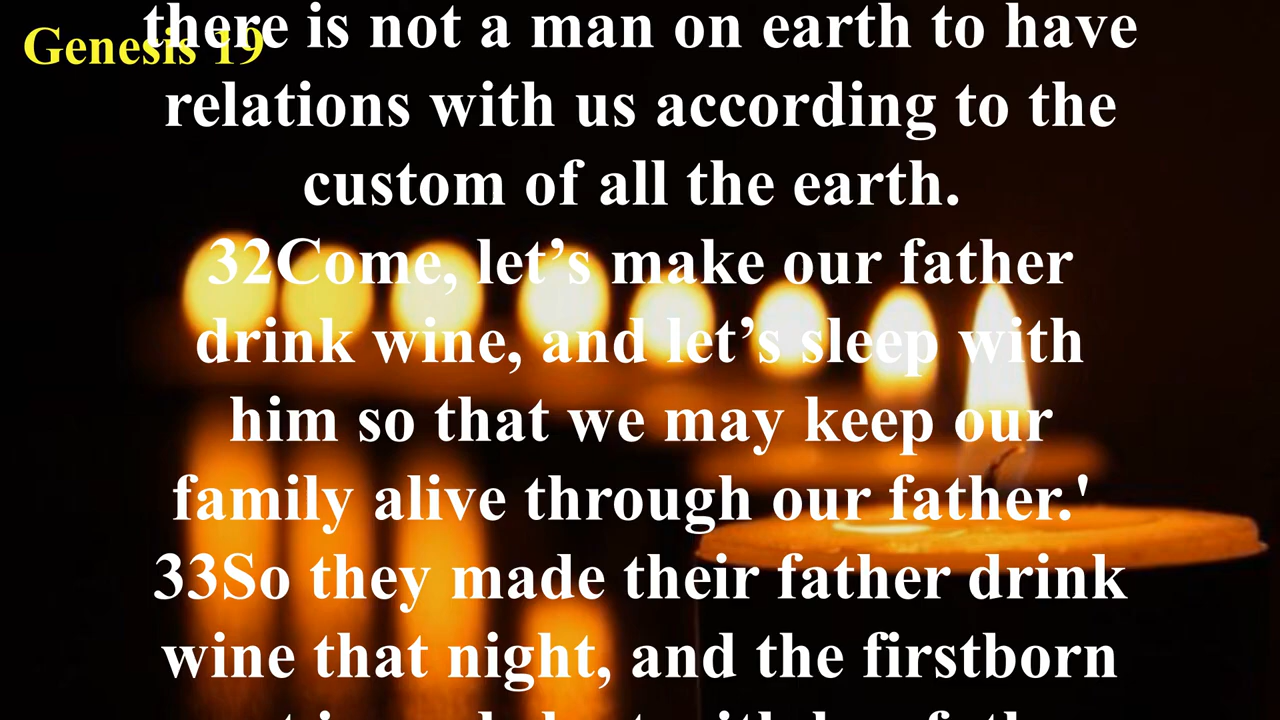 Genesis 19
there is not a man on earth to have
relations with us according to the
custom of all the earth.
32Come, let’s make our father
drink wine, and let’s sleep with
him so that we may keep our
family alive through our father.'
33So they made their father drink
wine that night, and the firstborn